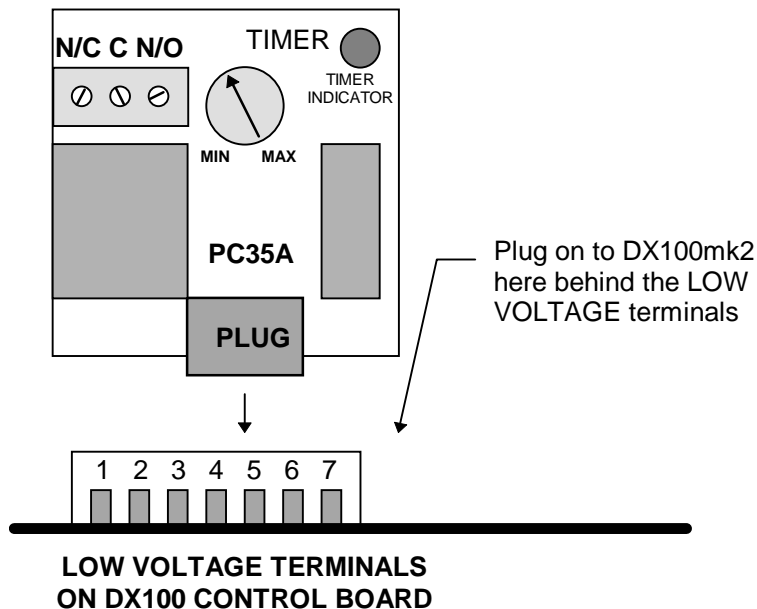 N/C C N/O
TIMER
TIMER
INDICATOR
MIN MAX
PC35A
PLUG
Plug on to DX100mk2
here behind the LOW
VOLTAGE terminals
1 2 3 4 5 6 7
LOW VOLTAGE TERMINALS
ON DX100 CONTROL BOARD